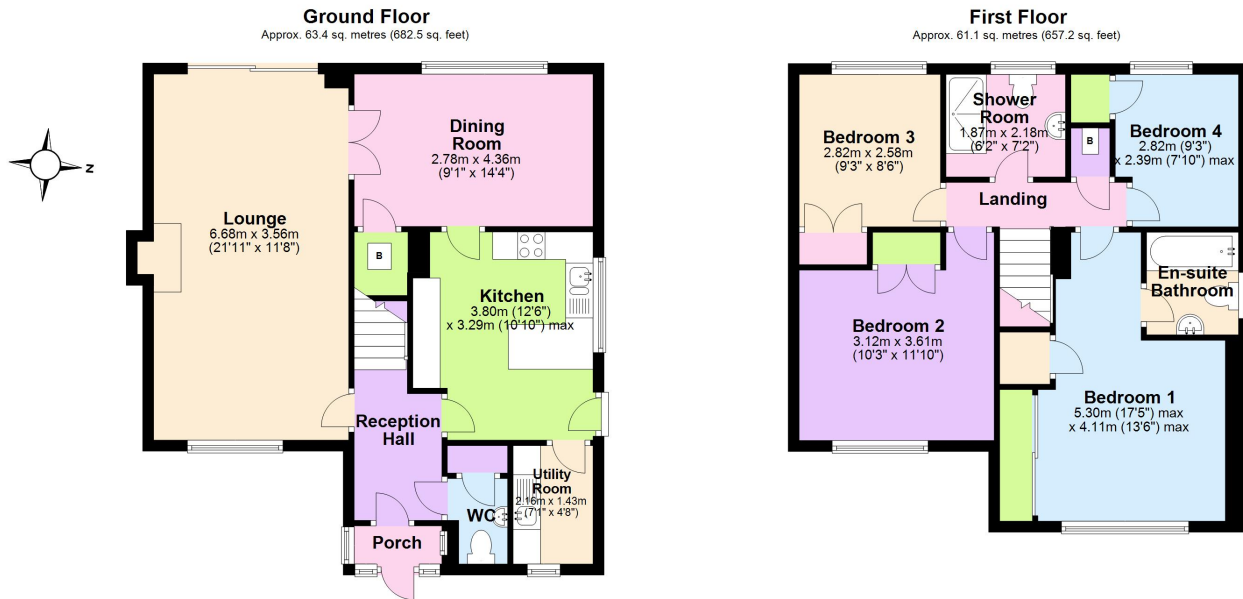 Ground Floor
Approx. 63.4 sq. metres (682.5 sq. feet)
Lounge
6.68m x 3.56m
(21'11" x 11'8")
Dining
Room
2.78m x 4.36m
(9'1" x 14'4")
B
Kitchen
3.80m (12'6")
x 3.29m (10'10") max
Reception
Hall
Utility
Room
2.16m x 1.43m
(7'1" x 4'8")
WC
Porch
z
First Floor
Approx. 61.1 sq. metres (657.2 sq. feet)
Bedroom 3
2.82m x 2.58m
(9'3" x 8'6")
Shower
Room
1.87m x 2.18m
(6'2" x 7'2")
B
Bedroom 4
2.82m (9'3")
x 2.39m (7'10") max
Landing
En-suite
Bathroom
Bedroom 2
3.12m x 3.61m
(10'3" x 11'10")
Bedroom 1
5.30m (17'5") max
x 4.11m (13'6") max